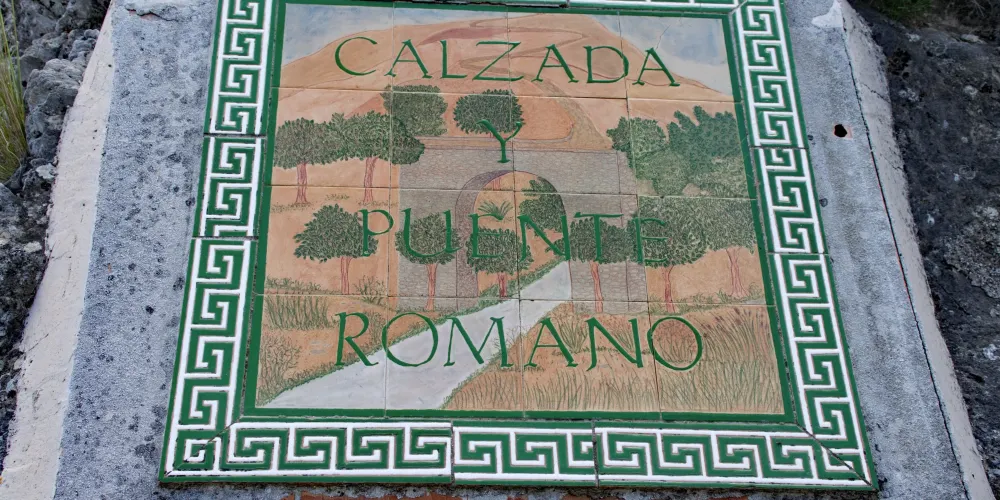 CALZADA
Y
PUENTE
ROMANO